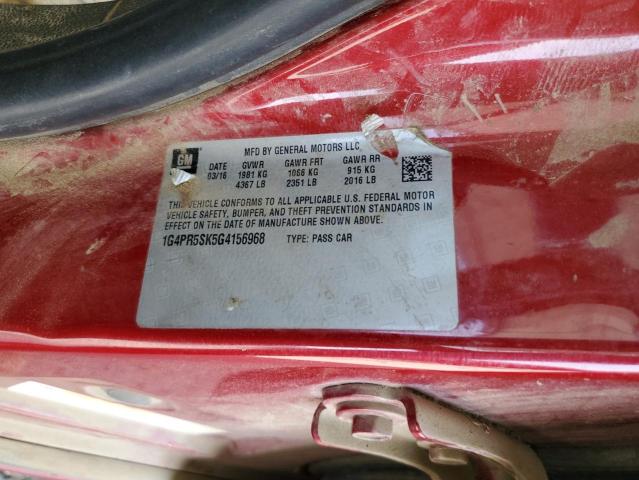 GM
MFD BY GENERAL MOTORS LLC
DATE GVWR GAWR FRT GAWR RR
03/16 1981 KG 1066 KG 915 KG
4367 LB 2351 LB 2016 LB
THIS VEHICLE CONFORMS TO ALL APPLICABLE U.S. FEDERAL MOTOR
VEHICLE SAFETY, BUMPER, AND THEFT PREVENTION STANDARDS IN
EFFECT ON THE DATE OF MANUFACTURE SHOWN ABOVE.
1G4PR5SK5G4156968 TYPE: PASS CAR